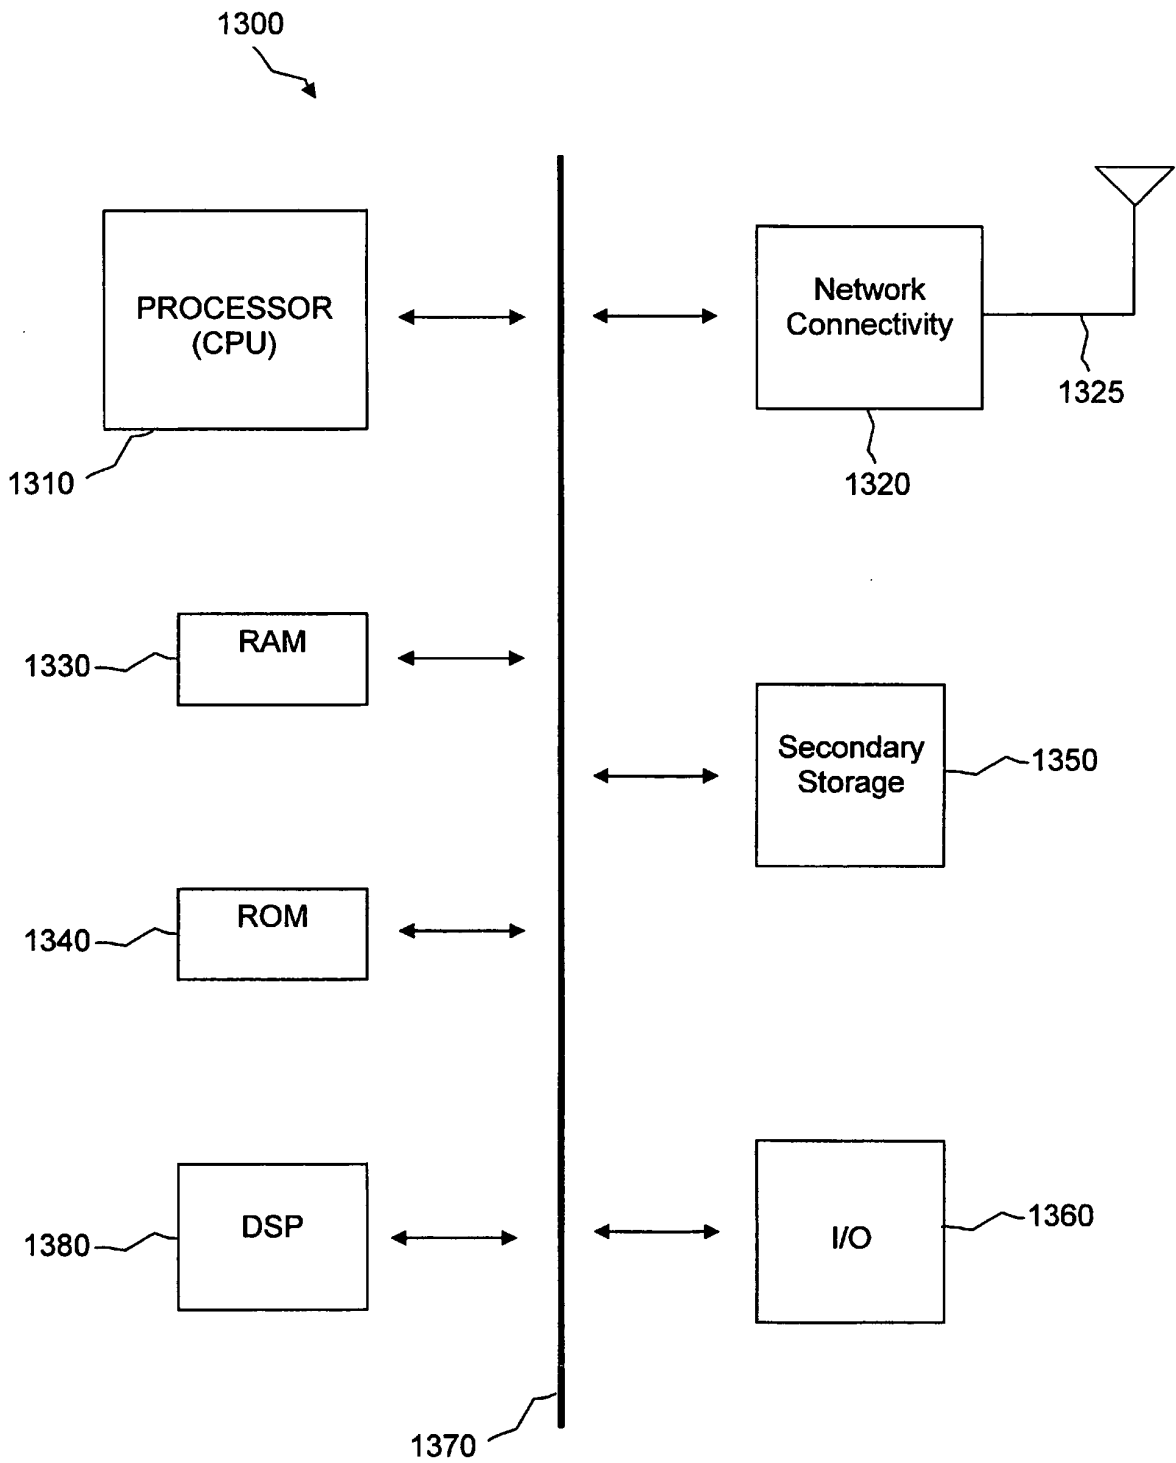 1300
PROCESSOR
(CPU)
1310
Network
Connectivity
1325
1320
RAM
1330
Secondary
Storage
1350
ROM
1340
DSP
1380
I/O
1360
1370